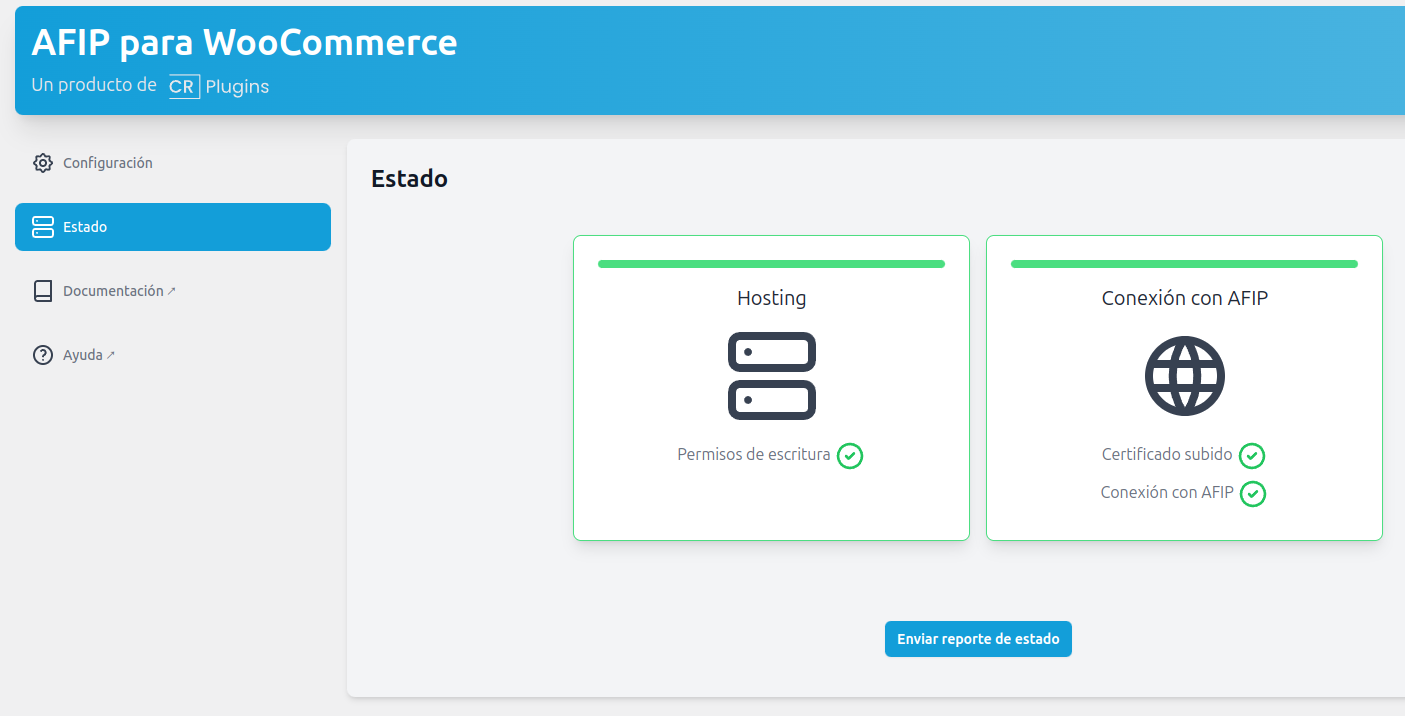 AFIP para WooCommerce
Un producto de CR Plugins
Configuración
Estado
Documentación ↗
Ayuda ↗
Estado
Hosting
Permisos de escritura
Conexión con AFIP
Certificado subido
Conexión con AFIP
Enviar reporte de estado